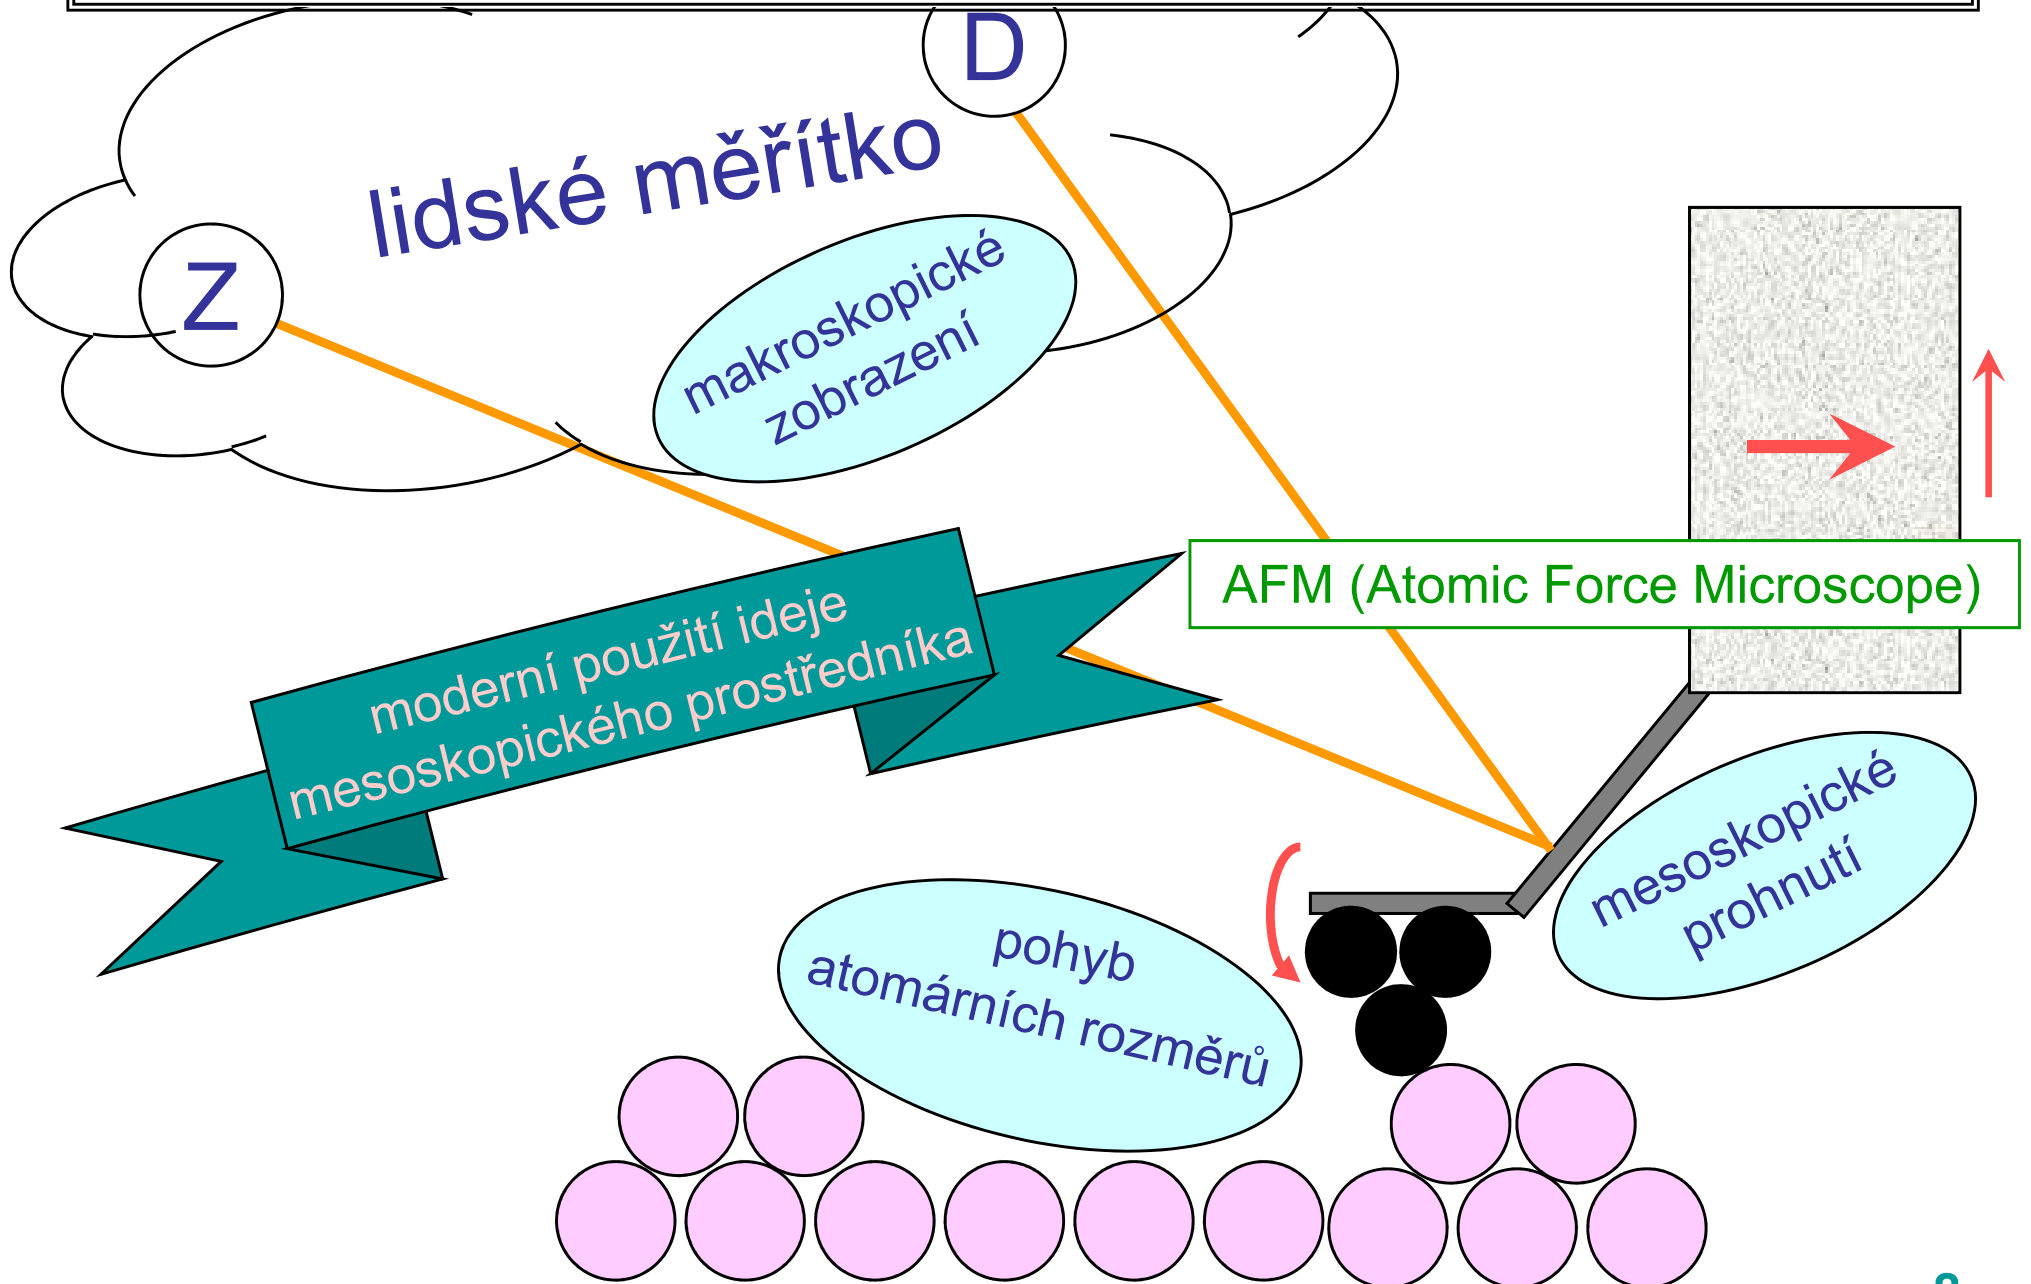 D
lidské měřítko
Z
makroskopické
zobrazení
AFM (Atomic Force Microscope)
moderní použití ideje
mesoskopického prostředníka
mesoskopické
prohnutí
pohyb
atomárních rozměrů